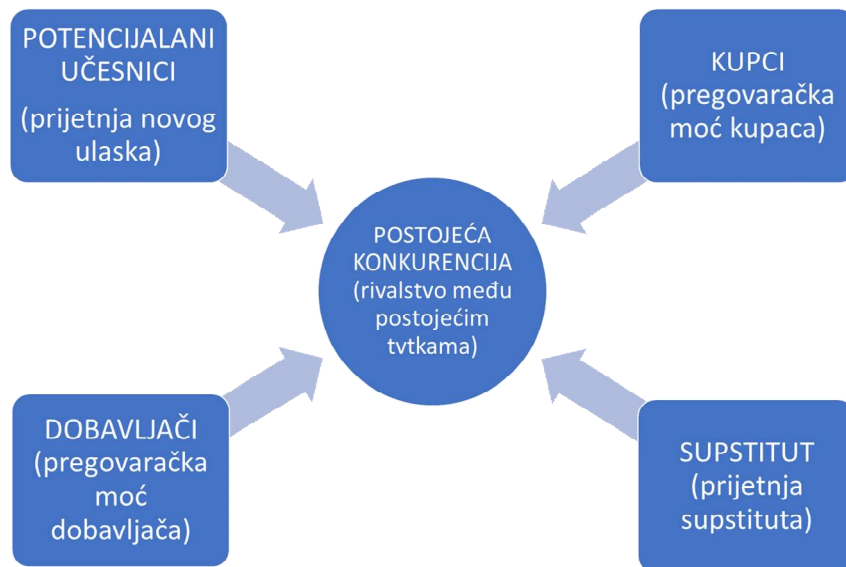 POTENCIJALANI
UČESNICI
(prijetnja novog
ulaska)
KUPCI
(pregovaračka
moć kupaca)
POSTOJEĆA
KONKURENCIJA
(rivalstvo među
postojećim
tvtkama)
DOBAVLJAČI
(pregovaračka
moć
dobavljača)
SUPSTITUT
(prijetnja
supstituta)